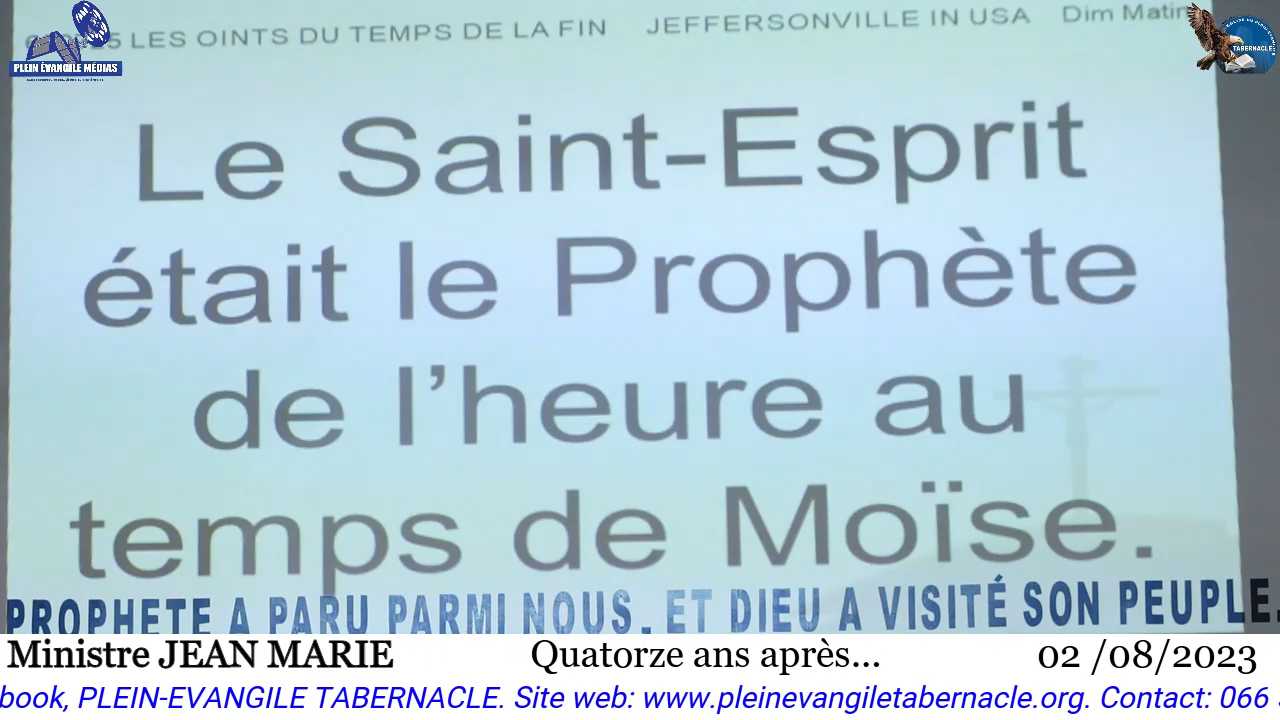 5 LES OINTS DU TEMPS DE LA FIN JEFFERSONVILLE IN USA Dim Matin
PLEIN ÉVANGILE MÉDIAS
TABERNACLE
Le Saint-Esprit
était le Prophète
de l’heure au
temps de Moïse.
PROPHETE A PARU PARMI NOUS, ET DIEU A VISITÉ SON PEUPLE.
Ministre JEAN MARIE Quatorze ans après... 02 /08/2023
book, PLEIN-EVANGILE TABERNACLE. Site web: www.pleinevangiletabernacle.org. Contact: 066